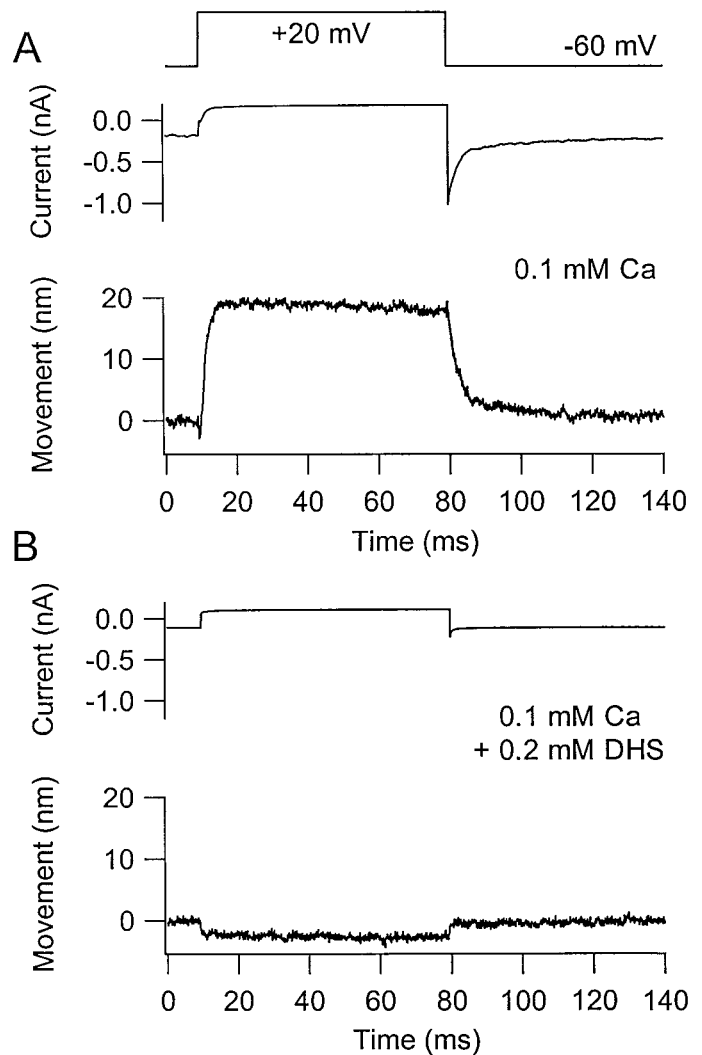 A
+20 mV
-60 mV
Current (nA)
0.0
-0.5
-1.0
0.1 mM Ca
Movement (nm)
20
10
0
0 20 40 60 80 100 120 140
Time (ms)
B
Current (nA)
0.0
-0.5
-1.0
0.1 mM Ca
+ 0.2 mM DHS
Movement (nm)
20
10
0
0 20 40 60 80 100 120 140
Time (ms)